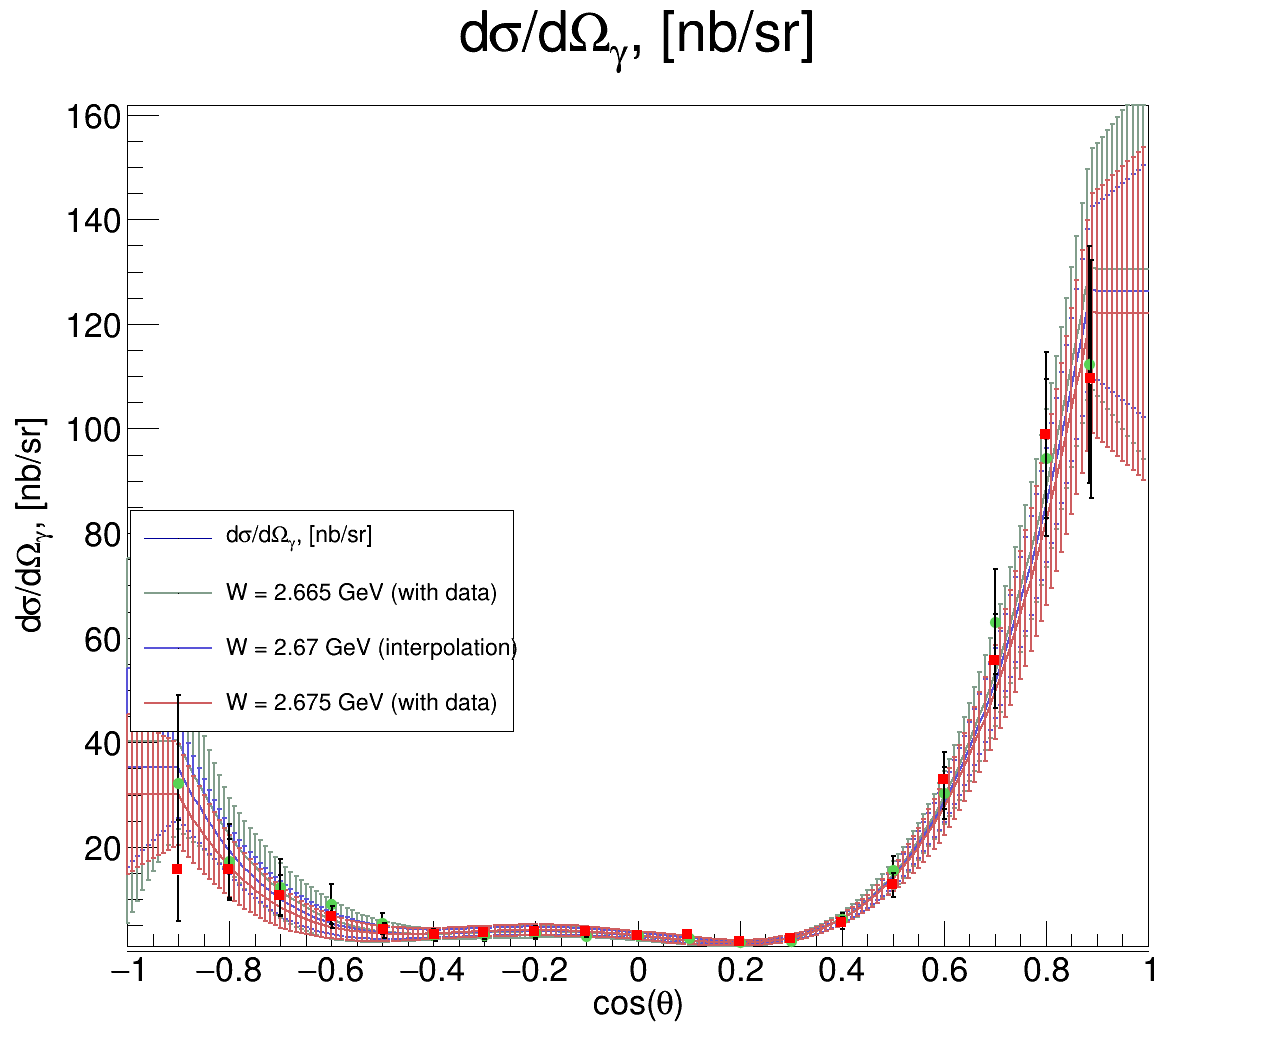 dσ/dΩγ, [nb/sr]
dσ/dΩγ, [nb/sr]
160
140
120
100
80
60
40
20
dσ/dΩγ, [nb/sr]
W = 2.665 GeV (with data)
W = 2.67 GeV (interpolation)
W = 2.675 GeV (with data)
−1 −0.8 −0.6 −0.4 −0.2 0 0.2 0.4 0.6 0.8 1
cos(θ)